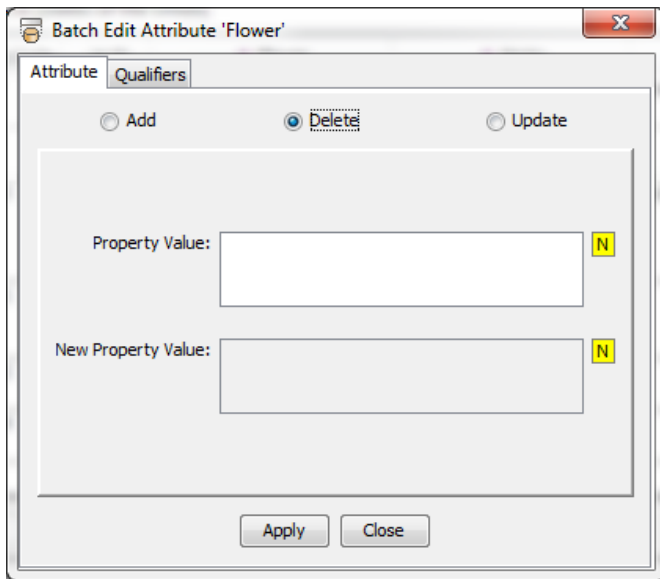 Batch Edit Attribute 'Flower'
Attribute Qualifiers
Add Delete Update
Property Value: N
New Property Value: N
Apply Close